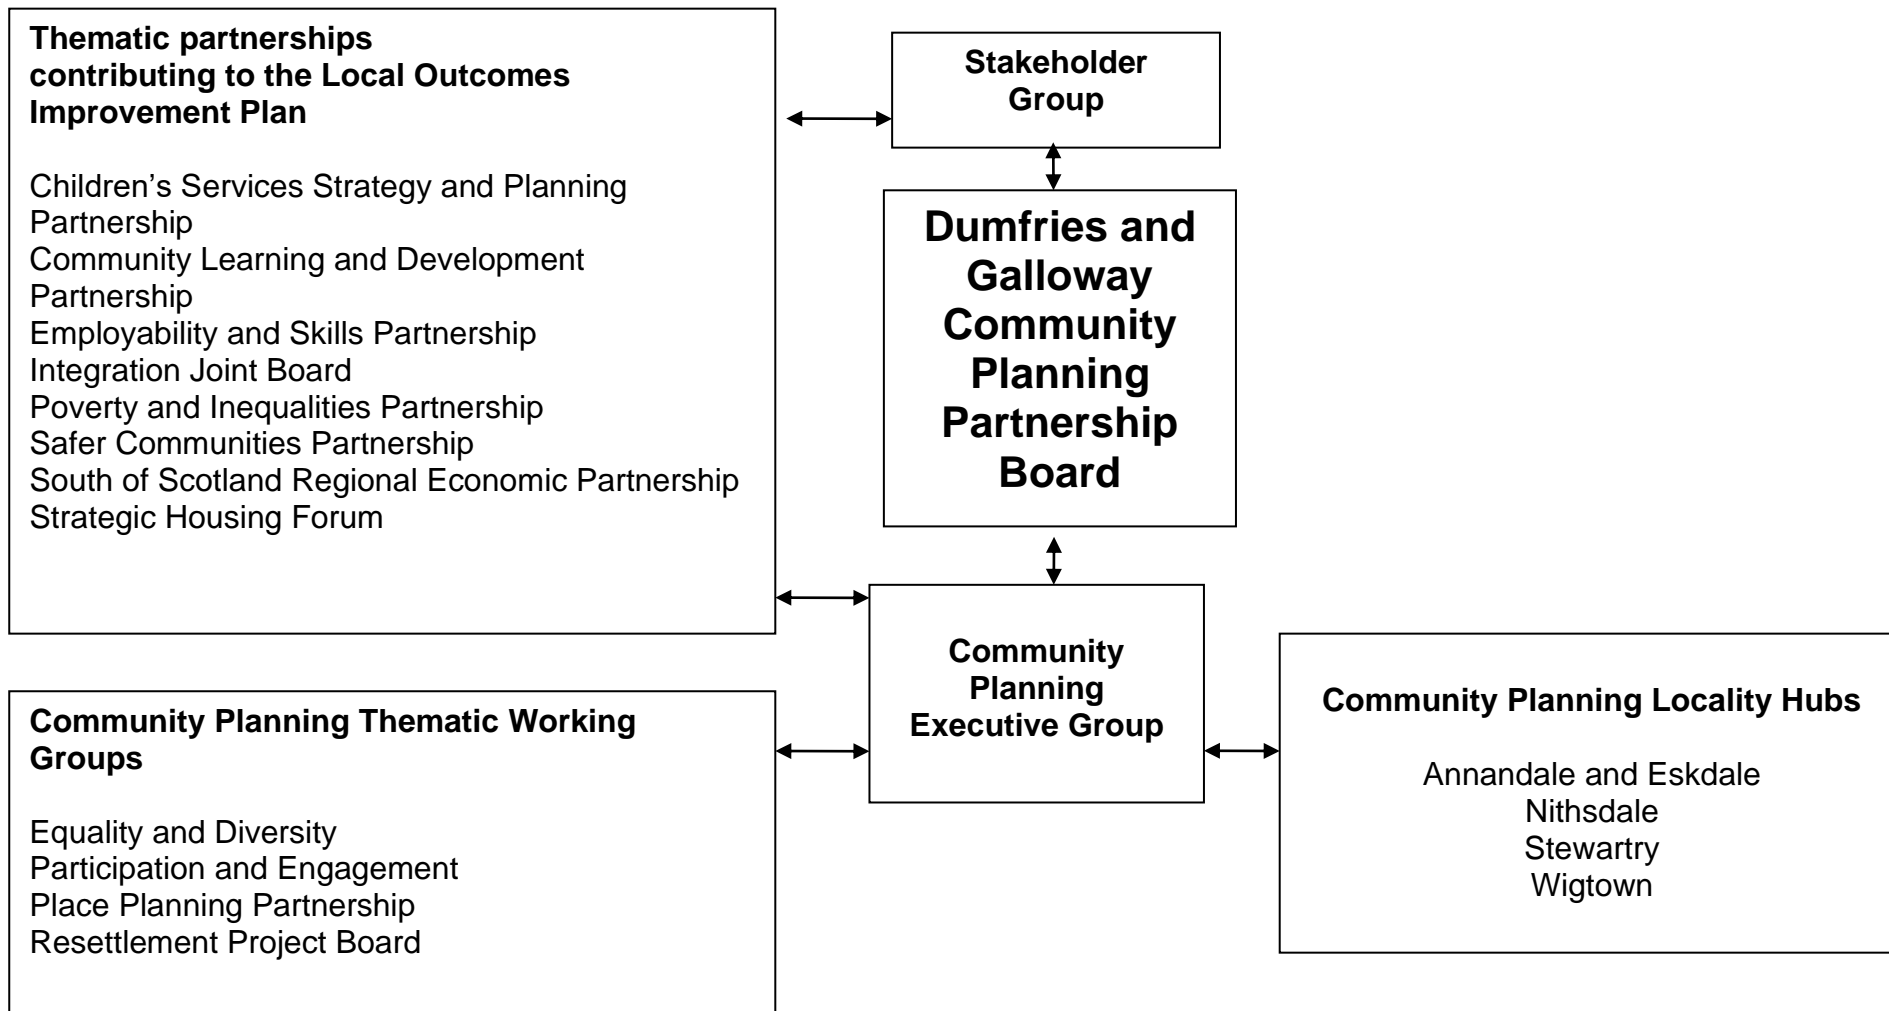 Thematic partnerships
contributing to the Local Outcomes
Improvement Plan
Children’s Services Strategy and Planning
Partnership
Community Learning and Development
Partnership
Employability and Skills Partnership
Integration Joint Board
Poverty and Inequalities Partnership
Safer Communities Partnership
South of Scotland Regional Economic Partnership
Strategic Housing Forum
Stakeholder
Group
Dumfries and
Galloway
Community
Planning
Partnership
Board
Community
Planning
Executive Group
Community Planning Thematic Working
Groups
Equality and Diversity
Participation and Engagement
Place Planning Partnership
Resettlement Project Board
Community Planning Locality Hubs
Annandale and Eskdale
Nithsdale
Stewartry
Wigtown